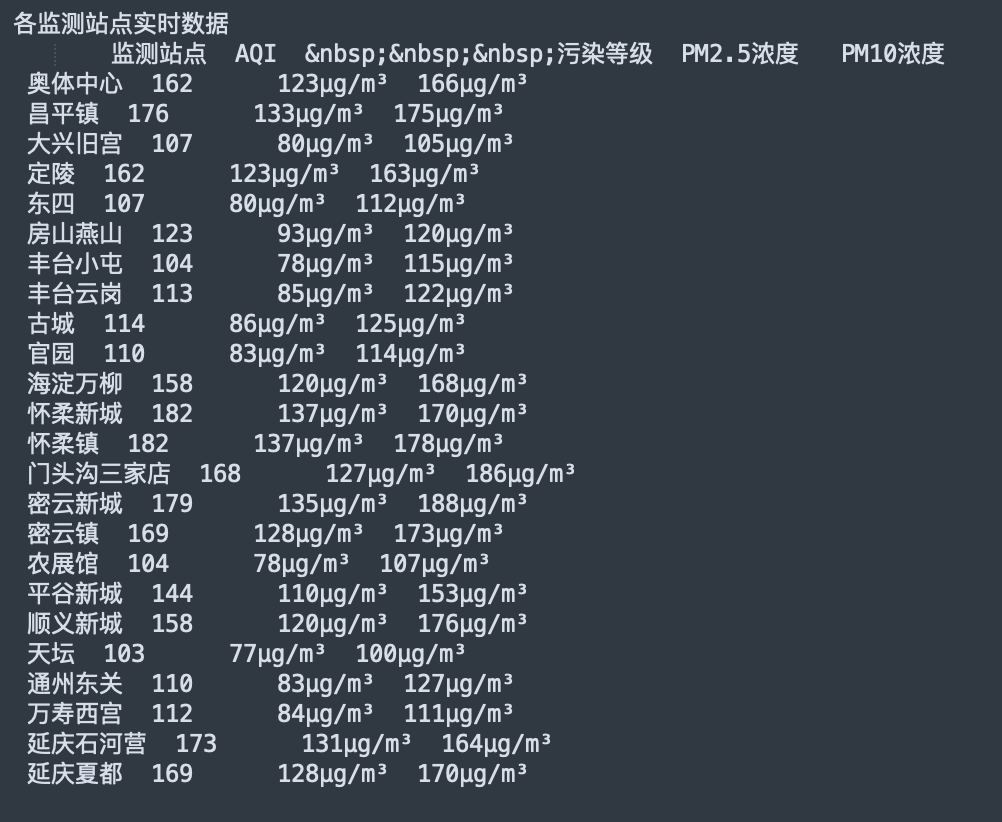 各监测站点实时数据
监测站点 AQI &nbsp;&nbsp;&nbsp;污染等级 PM2.5浓度 PM10浓度
奥体中心 162 123μg/m³ 166μg/m³
昌平镇 176 133μg/m³ 175μg/m³
大兴旧宫 107 80μg/m³ 105μg/m³
定陵 162 123μg/m³ 163μg/m³
东四 107 80μg/m³ 112μg/m³
房山燕山 123 93μg/m³ 120μg/m³
丰台小屯 104 78μg/m³ 115μg/m³
丰台云岗 113 85μg/m³ 122μg/m³
古城 114 86μg/m³ 125μg/m³
官园 110 83μg/m³ 114μg/m³
海淀万柳 158 120μg/m³ 168μg/m³
怀柔新城 182 137μg/m³ 170μg/m³
怀柔镇 182 137μg/m³ 178μg/m³
门头沟三家店 168 127μg/m³ 186μg/m³
密云新城 179 135μg/m³ 188μg/m³
密云镇 169 128μg/m³ 173μg/m³
农展馆 104 78μg/m³ 107μg/m³
平谷新城 144 110μg/m³ 153μg/m³
顺义新城 158 120μg/m³ 176μg/m³
天坛 103 77μg/m³ 100μg/m³
通州东关 110 83μg/m³ 127μg/m³
万寿西宫 112 84μg/m³ 111μg/m³
延庆石河营 173 131μg/m³ 164μg/m³
延庆夏都 169 128μg/m³ 170μg/m³